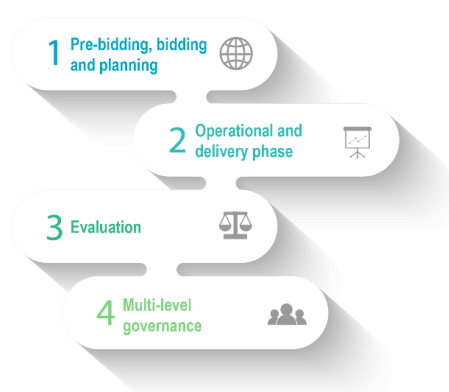 1 Pre-bidding, bidding
and planning
2 Operational and
delivery phase
3 Evaluation
4 Multi-level
governance